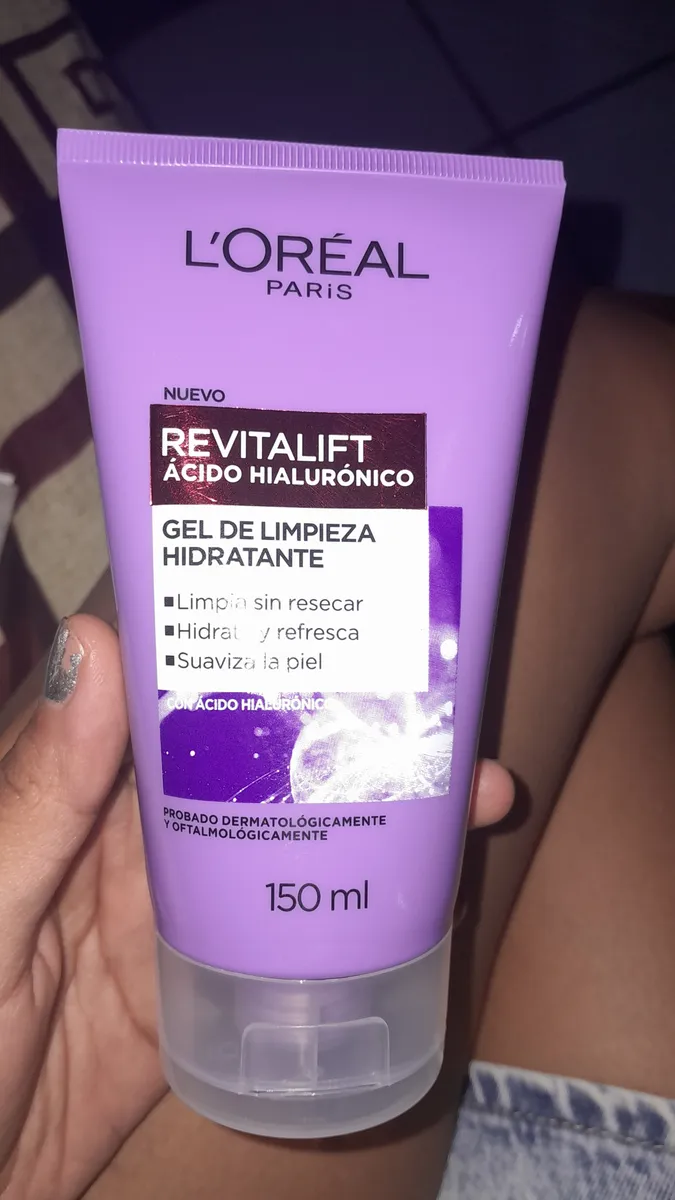 L'ORÉAL
PARiS
NUEVO
REVITALIFT
ÁCIDO HIALURÓNICO
GEL DE LIMPIEZA
HIDRATANTE
▪Limpia sin resecar
▪Hidrata y refresca
▪Suaviza la piel
CON ÁCIDO HIALURÓNICO
PROBADO DERMATOLÓGICAMENTE
Y OFTALMOLÓGICAMENTE
150 ml